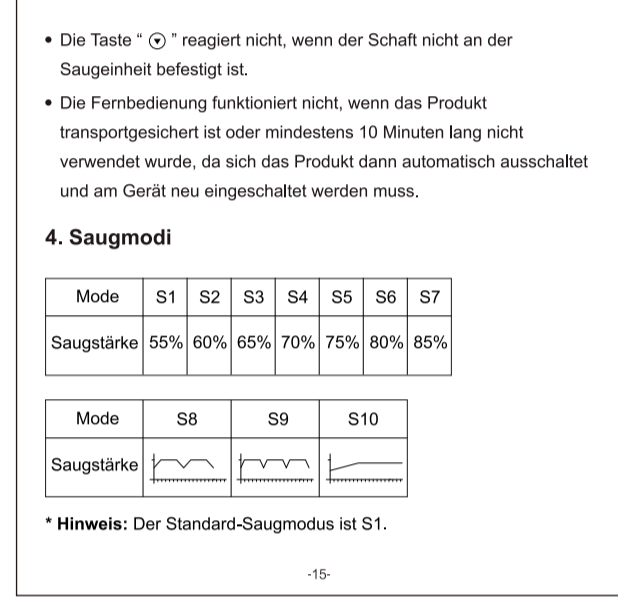 • Die Taste “ ” reagiert nicht, wenn der Schaft nicht an der
Saugeinheit befestigt ist.
• Die Fernbedienung funktioniert nicht, wenn das Produkt
transportgesichert ist oder mindestens 10 Minuten lang nicht
verwendet wurde, da sich das Produkt dann automatisch ausschaltet
und am Gerät neu eingeschaltet werden muss.
4. Saugmodi
Mode S1 S2 S3 S4 S5 S6 S7
Saugstärke 55% 60% 65% 70% 75% 80% 85%
Mode S8 S9 S10
Saugstärke
* Hinweis: Der Standard-Saugmodus ist S1.
-15-